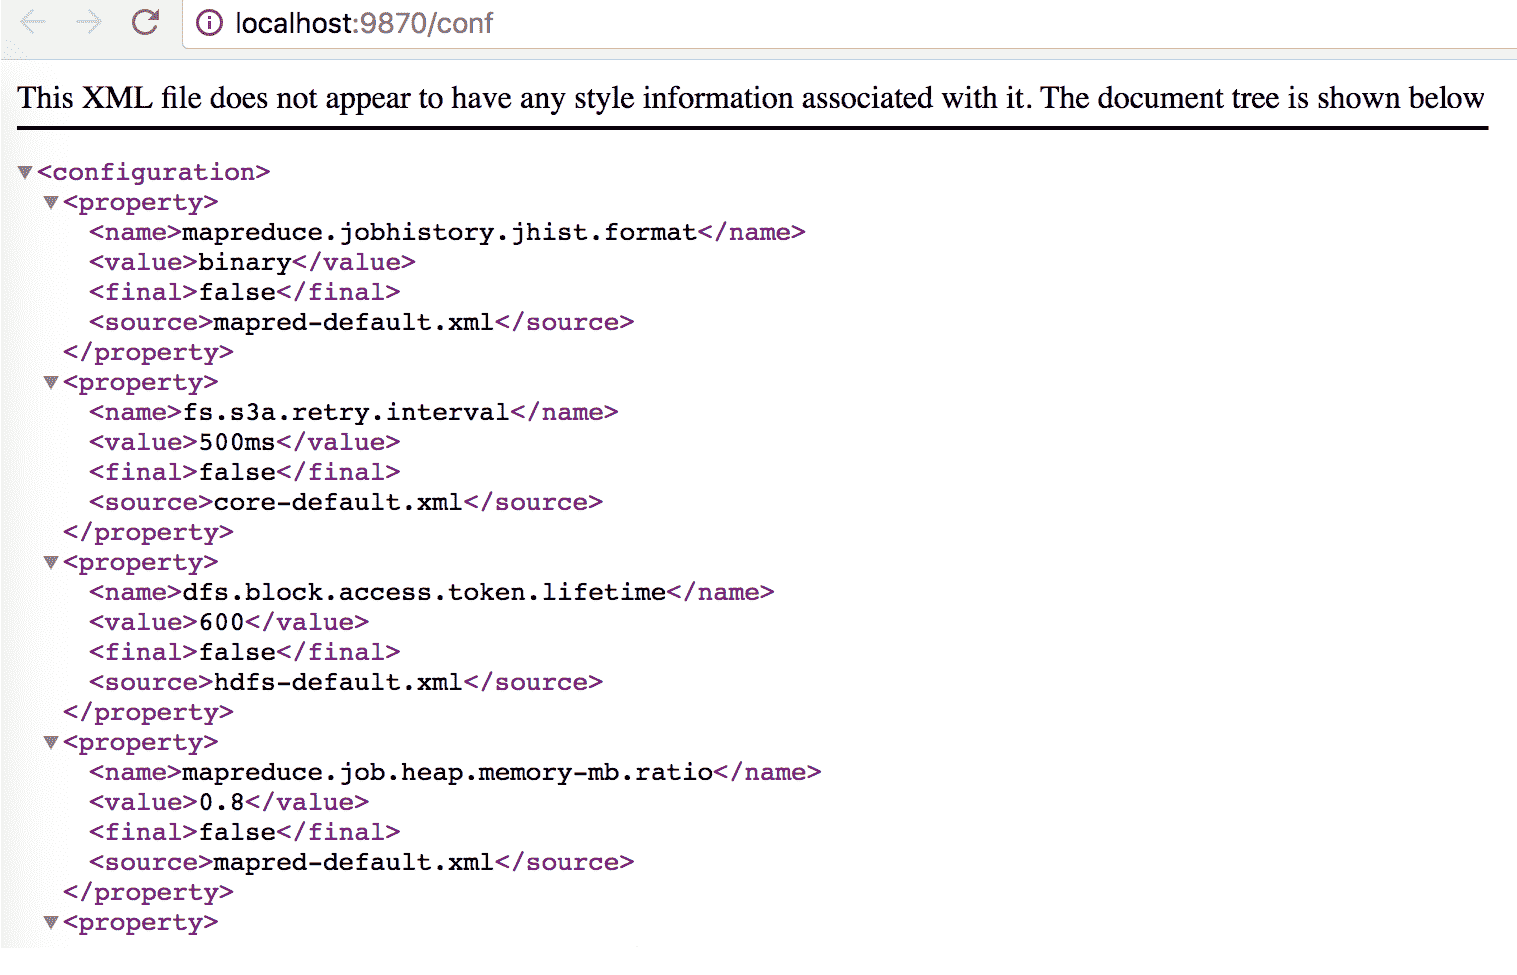 localhost:9870/conf
This XML file does not appear to have any style information associated with it. The document tree is shown below
<configuration>
<property>
<name>mapreduce.jobhistory.jhist.format</name>
<value>binary</value>
<final>false</final>
<source>mapred-default.xml</source>
</property>
<property>
<name>fs.s3a.retry.interval</name>
<value>500ms</value>
<final>false</final>
<source>core-default.xml</source>
</property>
<property>
<name>dfs.block.access.token.lifetime</name>
<value>600</value>
<final>false</final>
<source>hdfs-default.xml</source>
</property>
<property>
<name>mapreduce.job.heap.memory-mb.ratio</name>
<value>0.8</value>
<final>false</final>
<source>mapred-default.xml</source>
</property>
<property>